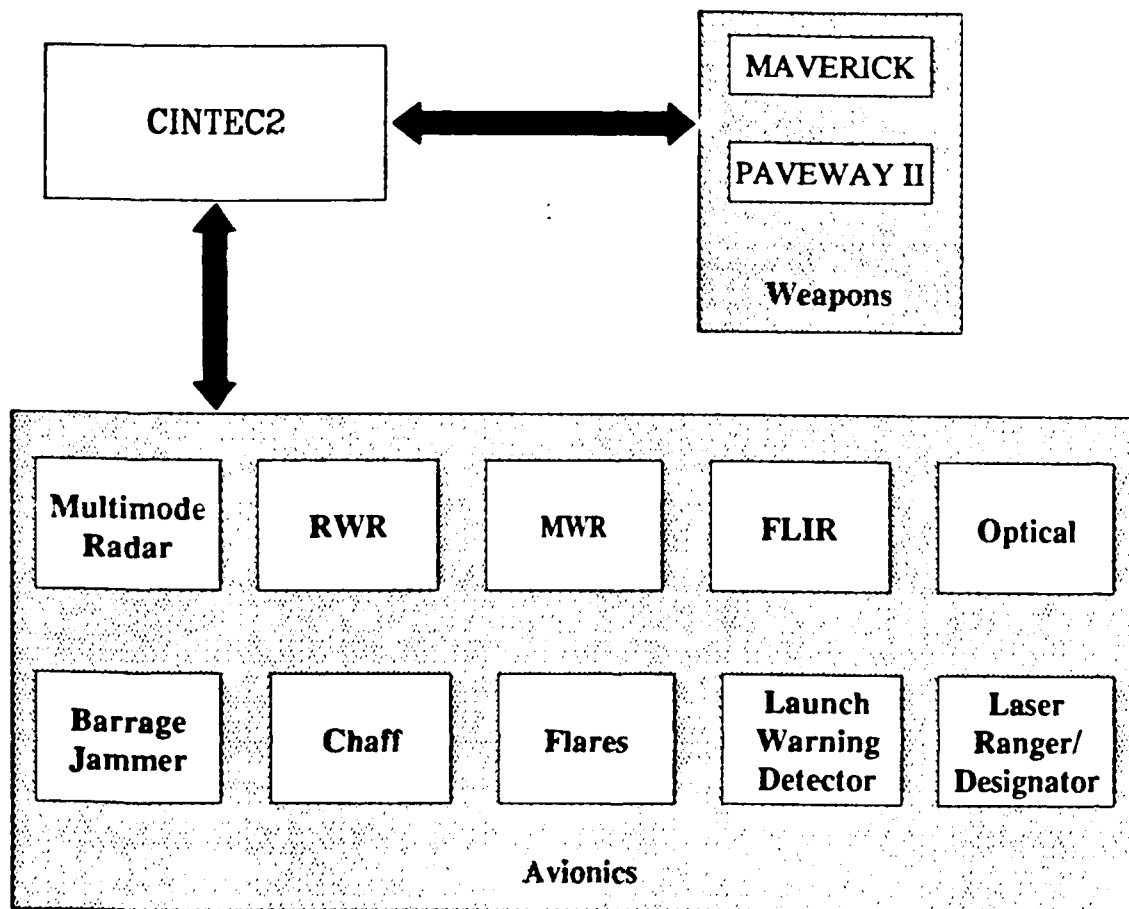 CINTEC2
MAVERICK
PAVEWAY II
Weapons
Multimode
Radar
RWR
MWR
FLIR
Optical
Barrage
Jammer
Chaff
Flares
Launch
Warning
Detector
Laser
Ranger/
Designator
Avionics